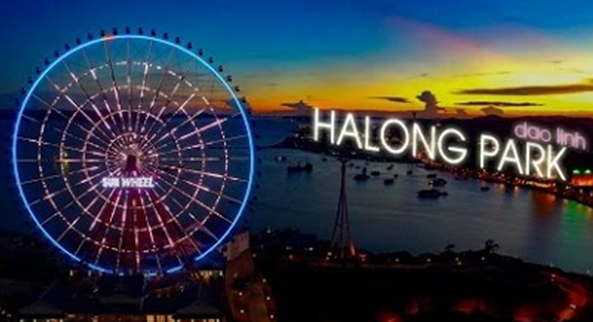 SUN WHEEL
HALONG PARK
dao linh